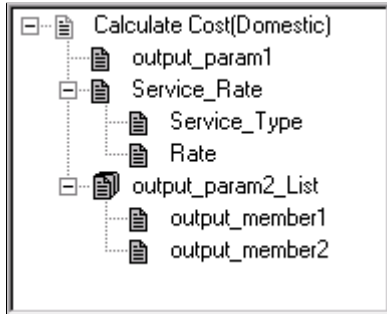 Calculate Cost(Domestic)
output_param1
Service_Rate
Service_Type
Rate
output_param2_List
output_member1
output_member2